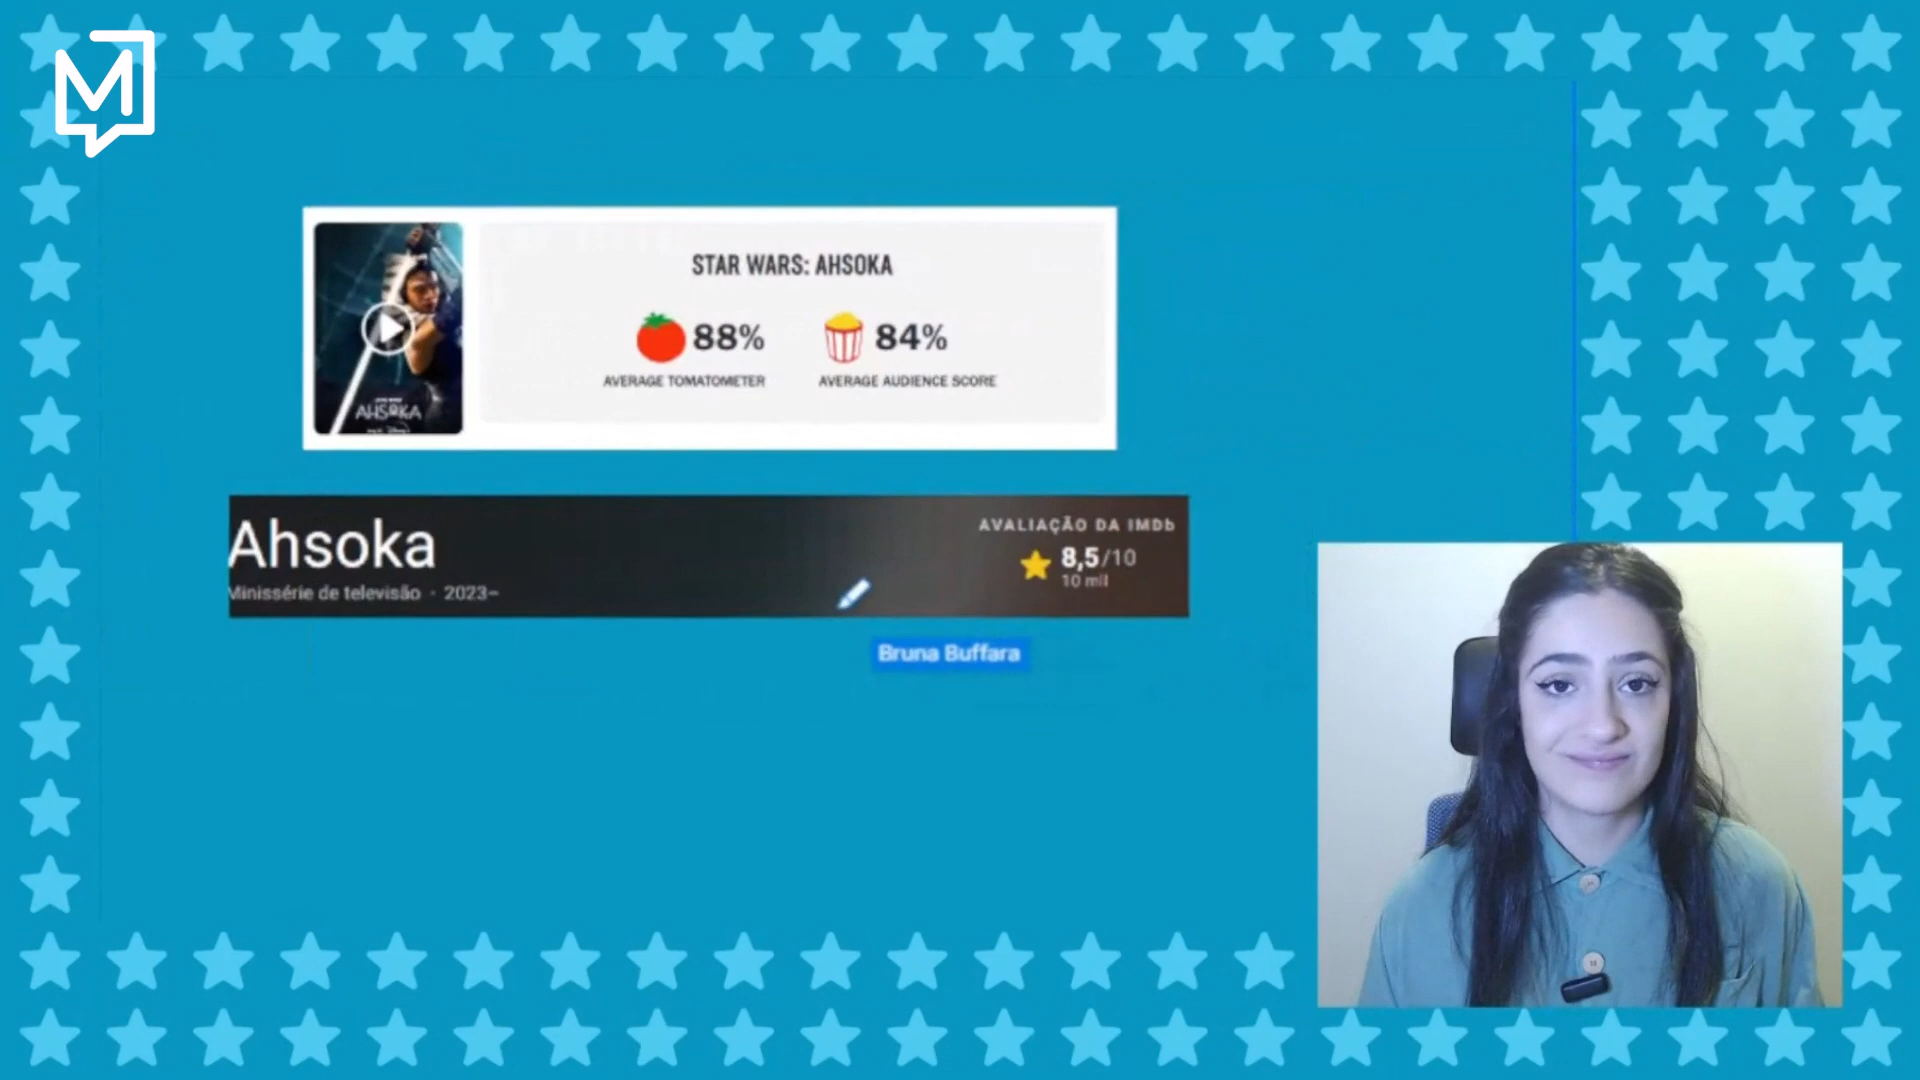 STAR WARS: AHSOKA
88%
84%
AVERAGE TOMATOMETER
AVERAGE AUDIENCE SCORE
AHSOKA
Ahsoka
Minissérie de televisão · 2023–
AVALIAÇÃO DA IMDb
8,5/10
10 mil
Bruna Buffara